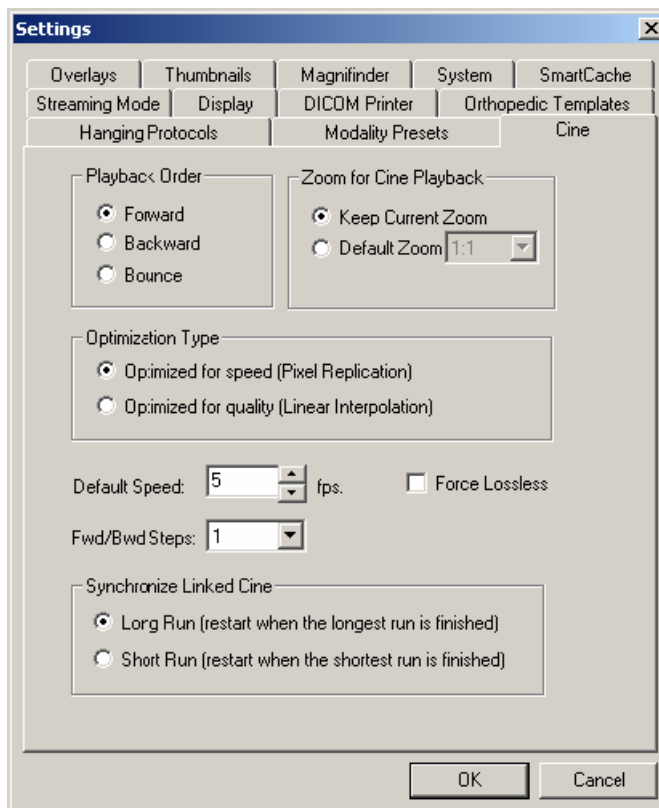 Settings
Overlays Thumbnails Magnifinder System SmartCache
Streaming Mode Display DICOM Printer Orthopedic Templates
Hanging Protocols Modality Presets Cine
Playback Order Zoom for Cine Playback
Forward Keep Current Zoom
Backward Default Zoom 1:1
Bounce
Optimization Type
Optimized for speed (Pixel Replication)
Optimized for quality (Linear Interpolation)
Default Speed: 5 fps. Force Lossless
Fwd/Bwd Steps: 1
Synchronize Linked Cine
Long Run (restart when the longest run is finished)
Short Run (restart when the shortest run is finished)
OK Cancel